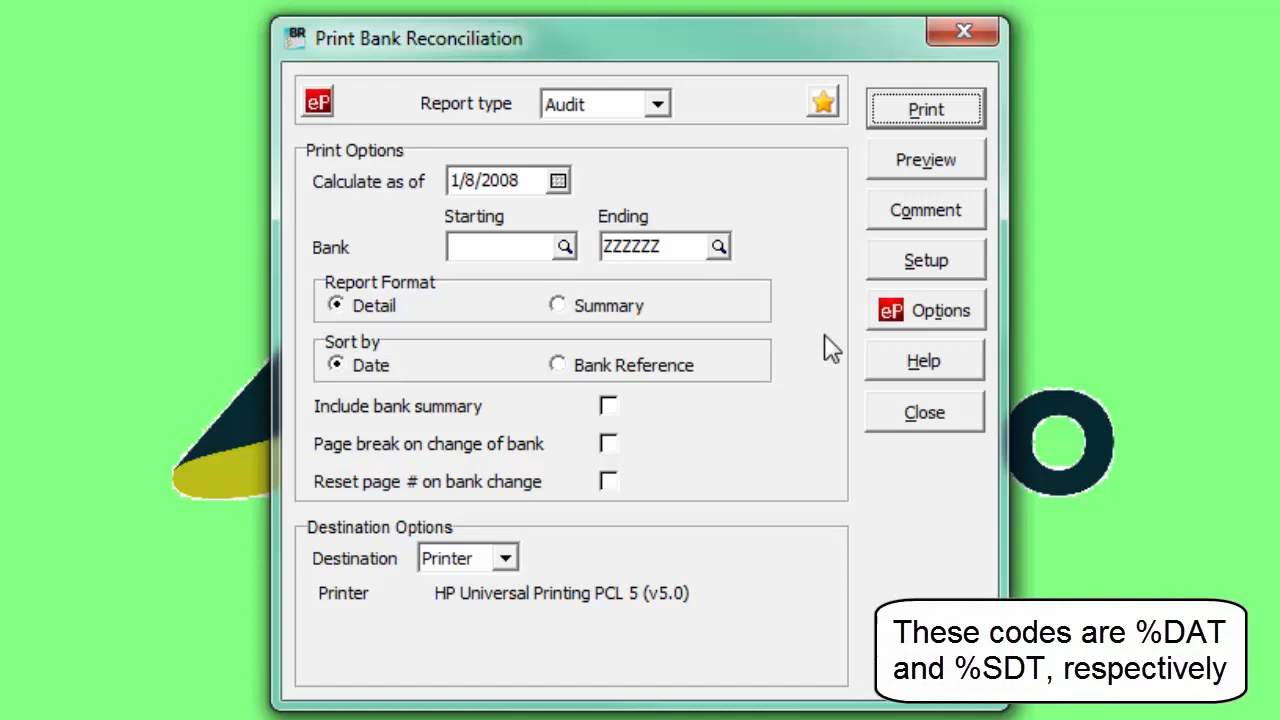 BR Print Bank Reconciliation
eP Report type Audit
Print
Print Options
Calculate as of 1/8/2008
Preview
Starting Ending
Comment
Bank ZZZZZZ
Setup
Report Format
Detail Summary
eP Options
Sort by
Date Bank Reference
Help
Include bank summary
Close
Page break on change of bank
Reset page # on bank change
Destination Options
Destination Printer
Printer HP Universal Printing PCL 5 (v5.0)
These codes are %DAT
and %SDT, respectively